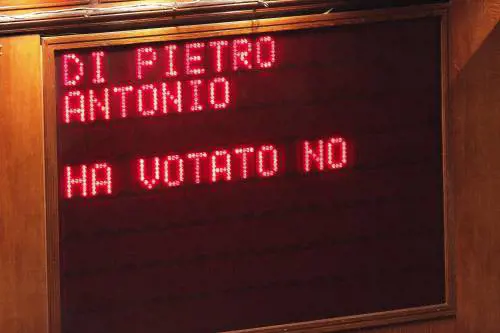 DI PIETRO
ANTONIO
HA VOTATO NO